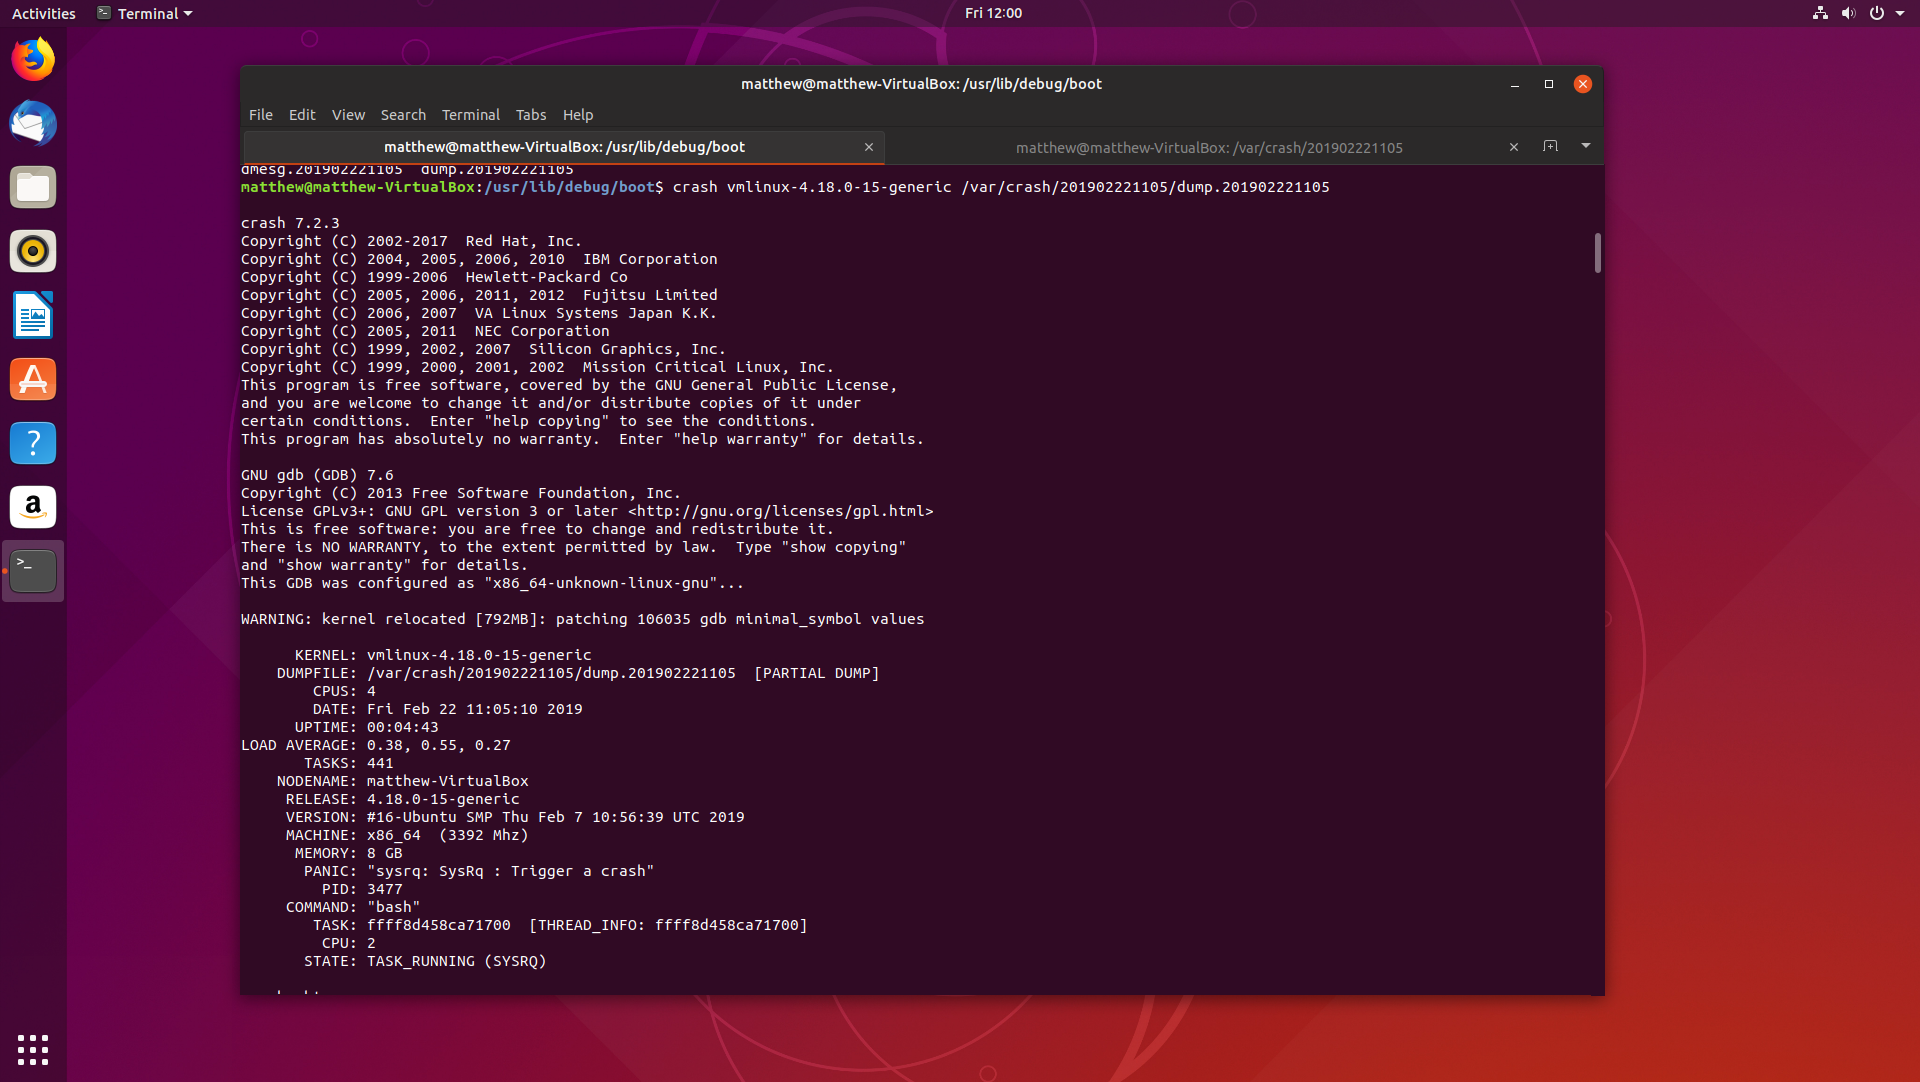 Activities Terminal Fri 12:00
matthew@matthew-VirtualBox: /usr/lib/debug/boot
File Edit View Search Terminal Tabs Help
matthew@matthew-VirtualBox: /usr/lib/debug/boot matthew@matthew-VirtualBox: /var/crash/201902221105
dmesg.201902221105  dump.201902221105
matthew@matthew-VirtualBox:/usr/lib/debug/boot$ crash vmlinux-4.18.0-15-generic /var/crash/201902221105/dump.201902221105
crash 7.2.3
Copyright (C) 2002-2017  Red Hat, Inc.
Copyright (C) 2004, 2005, 2006, 2010  IBM Corporation
Copyright (C) 1999-2006  Hewlett-Packard Co
Copyright (C) 2005, 2006, 2011, 2012  Fujitsu Limited
Copyright (C) 2006, 2007  VA Linux Systems Japan K.K.
Copyright (C) 2005, 2011  NEC Corporation
Copyright (C) 1999, 2002, 2007  Silicon Graphics, Inc.
Copyright (C) 1999, 2000, 2001, 2002  Mission Critical Linux, Inc.
This program is free software, covered by the GNU General Public License,
and you are welcome to change it and/or distribute copies of it under
certain conditions.  Enter "help copying" to see the conditions.
This program has absolutely no warranty.  Enter "help warranty" for details.
GNU gdb (GDB) 7.6
Copyright (C) 2013 Free Software Foundation, Inc.
License GPLv3+: GNU GPL version 3 or later <http://gnu.org/licenses/gpl.html>
This is free software: you are free to change and redistribute it.
There is NO WARRANTY, to the extent permitted by law.  Type "show copying"
and "show warranty" for details.
This GDB was configured as "x86_64-unknown-linux-gnu"...
WARNING: kernel relocated [792MB]: patching 106035 gdb minimal_symbol values
KERNEL: vmlinux-4.18.0-15-generic
DUMPFILE: /var/crash/201902221105/dump.201902221105  [PARTIAL DUMP]
CPUS: 4
DATE: Fri Feb 22 11:05:10 2019
UPTIME: 00:04:43
LOAD AVERAGE: 0.38, 0.55, 0.27
TASKS: 441
NODENAME: matthew-VirtualBox
RELEASE: 4.18.0-15-generic
VERSION: #16-Ubuntu SMP Thu Feb 7 10:56:39 UTC 2019
MACHINE: x86_64  (3392 Mhz)
MEMORY: 8 GB
PANIC: "sysrq: SysRq : Trigger a crash"
PID: 3477
COMMAND: "bash"
TASK: ffff8d458ca71700  [THREAD_INFO: ffff8d458ca71700]
CPU: 2
STATE: TASK_RUNNING (SYSRQ)